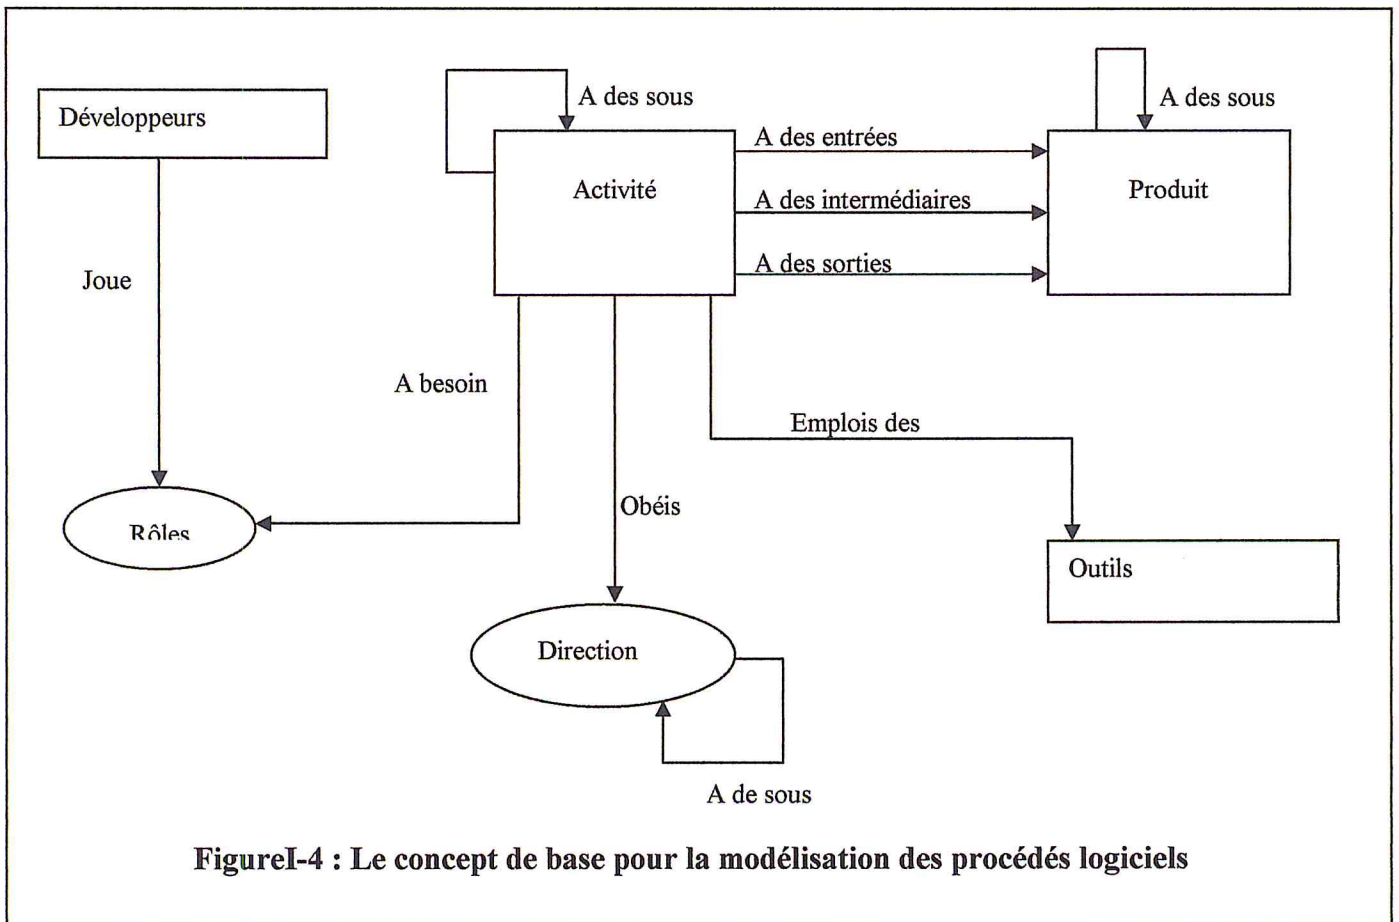 Développeurs
A des sous
A des sous
A des entrées
Activité
Produit
A des intermédiaires
A des sorties
Joue
A besoin
Emplois des
Obéis
Rôles
Outils
Direction
A de sous
FigureI-4 : Le concept de base pour la modélisation des procédés logiciels